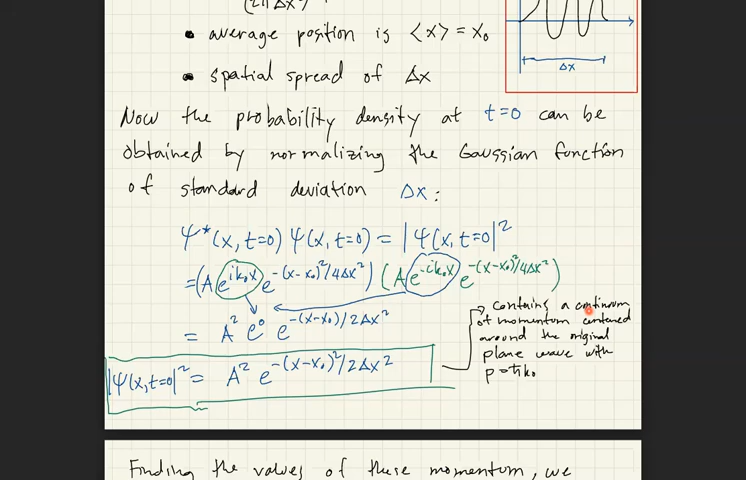 (2π Δx²)
• average position is ⟨x⟩ = x₀
• spatial spread of Δx
Δx
Now the probability density at t=0 can be
obtained by normalizing the Gaussian function
of standard deviation Δx:
Ψ*(x,t=0) Ψ(x,t=0) = |Ψ(x,t=0|²
=(A e^{ik₀x} e^{-(x-x₀)²/4Δx²}) (A e^{-ik₀x} e^{-(x-x₀)²/4Δx²})
= A² e⁰ e^{-(x-x₀)²/2Δx²}
|Ψ(x,t=0)|² = A² e^{-(x-x₀)²/2Δx²}
Contains a continuum
of momentum centered
around the original
plane wave with
p=ħk₀
Finding the values of these momentum, we